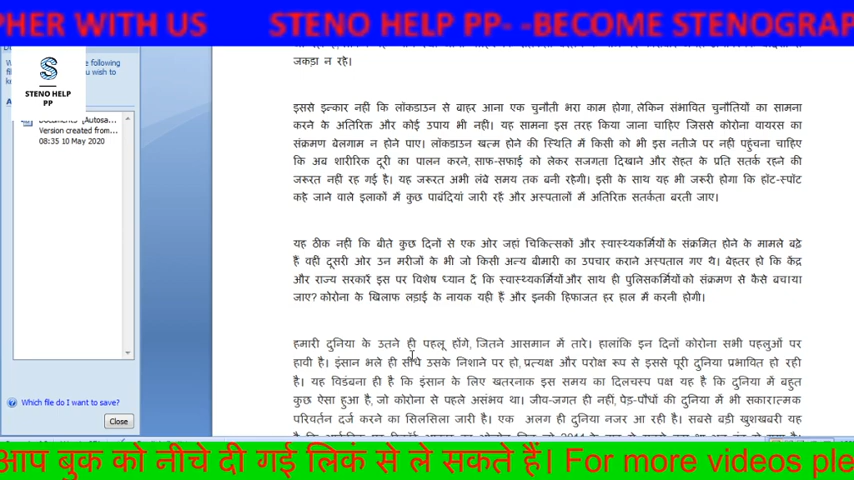 PHER WITH US STENO HELP PP- -BECOME STENOGRAP
e following
wish to
STENO HELP
PP
Version created from...
08:35 10 May 2020
Which file do I want to save?
Close
जकड़ा न रहे।
इससे इन्कार नही कि लॉकडाउन से बाहर आना एक चुनौती भरा काम होगा, लेकिन संभावित चुनौतियों का सामना
करने के अतिरिक्त और कोई उपाय भी नही। यह सामना इस तरह किया जाना चाहिए जिससे कोरोना वायरस का
संक्रमण बेलगाम न होने पाए। लॉकडाउन खत्म होने की स्थिति में किसी को भी इस नतीजे पर नही पहुंचना चाहिए
कि अब शारीरिक दूरी का पालन करने, साफ-सफाई को लेकर सजगता दिखाने और सेहत के प्रति सतर्क रहने की
जरूरत नही रह गई है। यह जरूरत अभी लंबे समय तक बनी रहेगी। इसी के साथ यह भी जरूरी होगा कि हॉट-स्पॉट
कहे जाने वाले इलाकों में कुछ पाबंदियां जारी रहें और अस्पतालों में अतिरिक्त सतर्कता बरती जाए।
यह ठीक नही कि बीते कुछ दिनों से एक ओर जहां चिकित्सकों और स्वास्थ्यकर्मियों के संक्रमित होने के मामले बढ़े
हैं वही दूसरी ओर उन मरीजों के भी जो किसी अन्य बीमारी का उपचार कराने अस्पताल गए थे। बेहतर हो कि केंद्र
और राज्य सरकारें इस पर विशेष ध्यान दें कि स्वास्थ्यकर्मियों और साथ ही पुलिसकर्मियों को संक्रमण से कैसे बचाया
जाए? कोरोना के खिलाफ लड़ाई के नायक यही हैं और इनकी हिफाजत हर हाल में करनी होगी।
हमारी दुनिया के उतने ही पहलू होंगे, जितने आसमान में तारे। हालांकि इन दिनों कोरोना सभी पहलुओं पर
हावी है। इंसान भले ही सीधे उसके निशाने पर हो, प्रत्यक्ष और परोक्ष रूप से इससे पूरी दुनिया प्रभावित हो रही
है। यह विडंबना ही है कि इंसान के लिए खतरनाक इस समय का दिलचस्प पक्ष यह है कि दुनिया में बहुत
कुछ ऐसा हुआ है, जो कोरोना से पहले असंभव था। जीव-जगत ही नहीं, पेड़-पौधों की दुनिया में भी सकारात्मक
परिवर्तन दर्ज करने का सिलसिला जारी है। एक अलग ही दुनिया नजर आ रही है। सबसे बड़ी खुशखबरी यह
आप बुक को नीचे दी गई लिंक से ले सकते हैं। For more videos ple